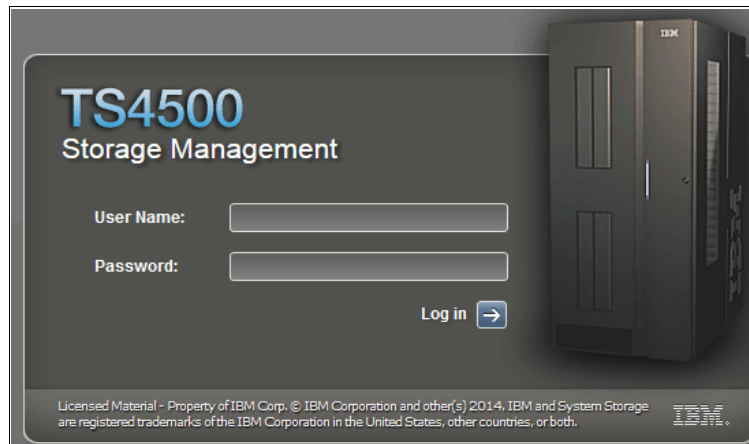 IBM
TS4500
Storage Management
IBM
User Name:
Password:
Log in
Licensed Material - Property of IBM Corp. © IBM Corporation and other(s) 2014. IBM and System Storage
are registered trademarks of the IBM Corporation in the United States, other countries, or both.
IBM.